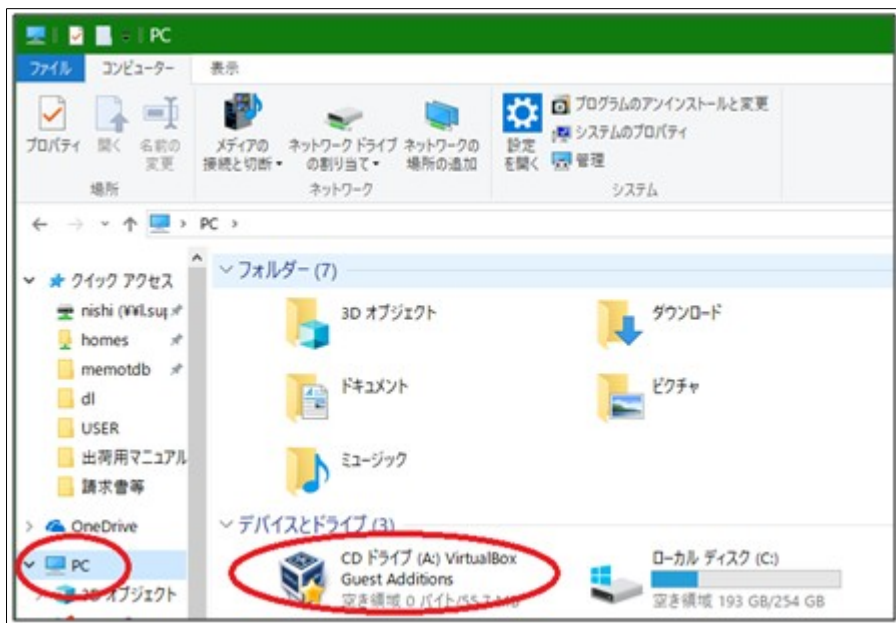 PC
ファイル コンピューター 表示
プロパティ 開く 名前の変更 メディアの接続と切断 ネットワーク ドライブの割り当て ネットワークの場所の追加 設定を開く プログラムのアンインストールと変更
システムのプロパティ
管理
場所 ネットワーク システム
PC
クイック アクセス
nishi
homes
memotdb
dl
USER
出荷用マニュアル
請求書等
OneDrive
PC
3D オブジェクト
フォルダー (7)
3D オブジェクト ダウンロード
ドキュメント ピクチャ
ミュージック
デバイスとドライブ (3)
CD ドライブ (A:) VirtualBox
Guest Additions
空き領域 0 バイト/55.7 MB
ローカル ディスク (C:)
空き領域 193 GB/254 GB